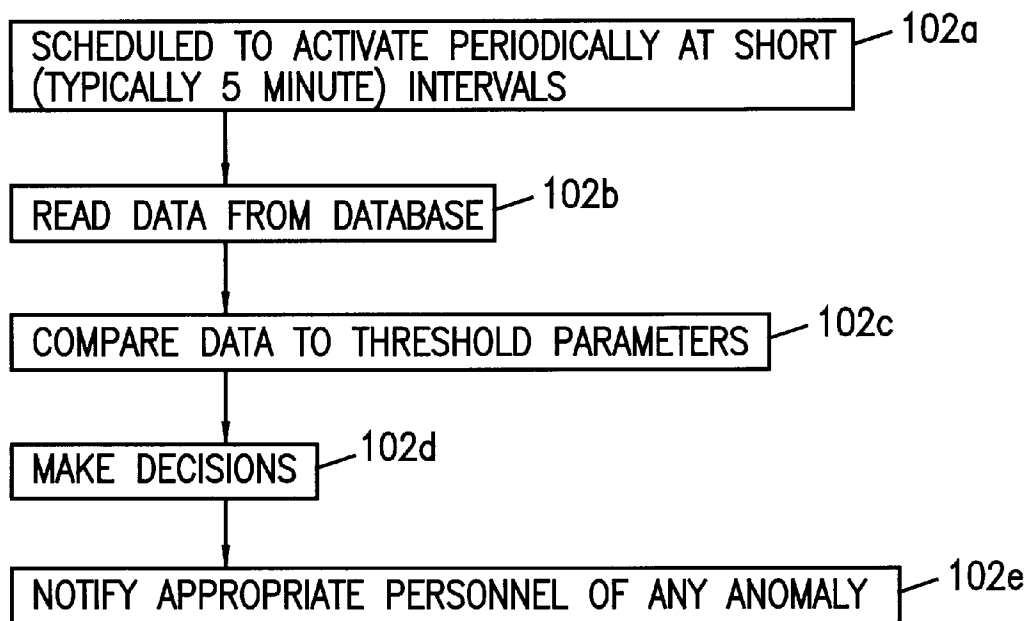 SCHEDULED TO ACTIVATE PERIODICALLY AT SHORT
(TYPICALLY 5 MINUTE) INTERVALS
102a
READ DATA FROM DATABASE
102b
COMPARE DATA TO THRESHOLD PARAMETERS
102c
MAKE DECISIONS
102d
NOTIFY APPROPRIATE PERSONNEL OF ANY ANOMALY
102e